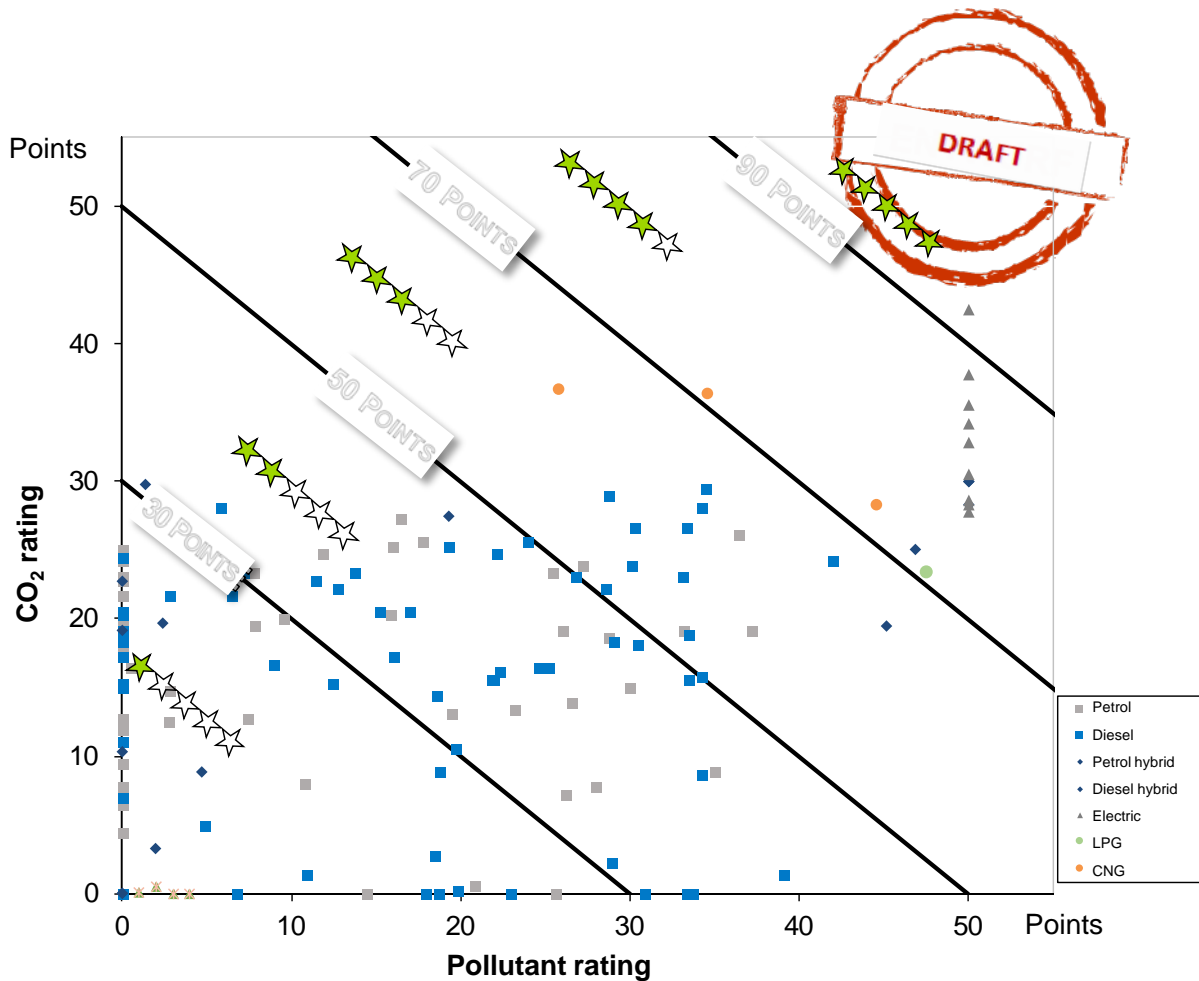 Points
DRAFT
70 POINTS
90 POINTS
50
40
50 POINTS
30
30 POINTS
CO2 rating
20
10
0
0
10
20
30
40
50
Points
Pollutant rating
Petrol
Diesel
Petrol hybrid
Diesel hybrid
Electric
LPG
CNG